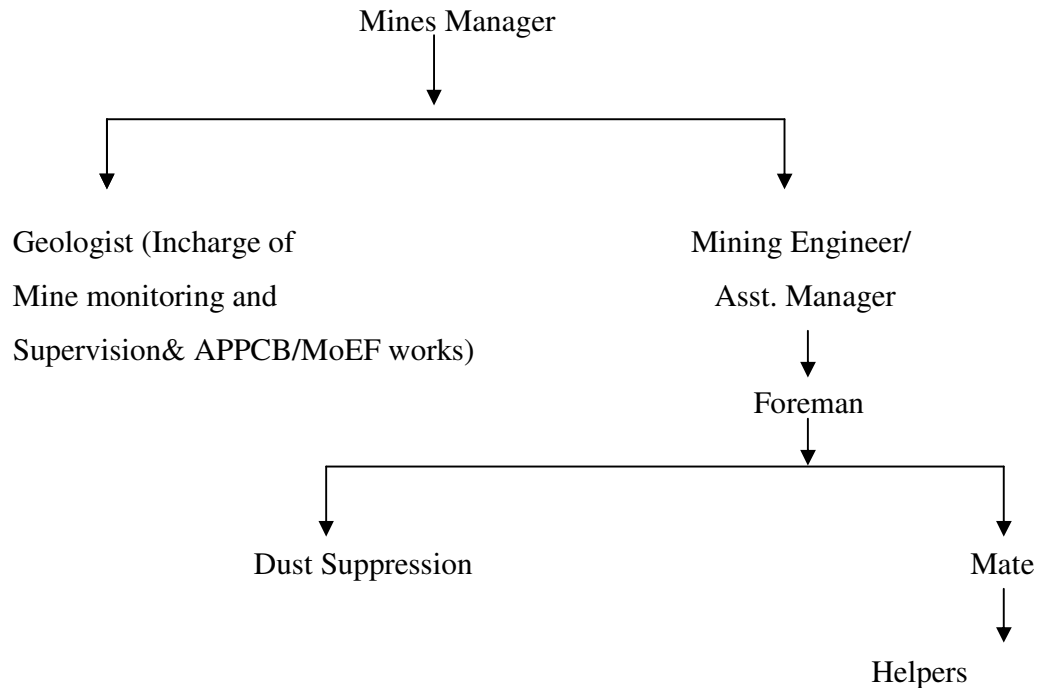 Mines Manager
Geologist (Incharge of
Mine monitoring and
Supervision& APPCB/MoEF works)
Mining Engineer/
Asst. Manager
Foreman
Dust Suppression
Mate
Helpers